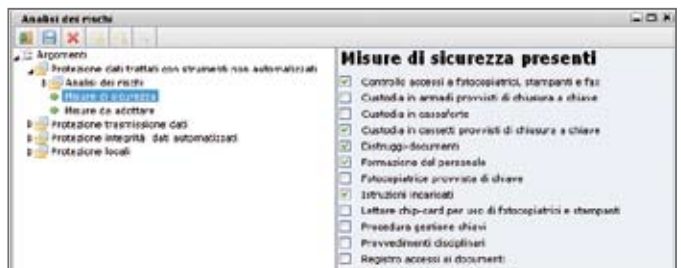 Analisi dei rischi
Argomenti
Protezione dati trattati con strumenti non automatizzati
Analisi dei rischi
Misure di sicurezza
Misure da adottare
Protezione trasmissione dati
Protezione integrità dati automatizzati
Protezione locali
Misure di sicurezza presenti
Controllo accessi a fotocopiatrici, stampanti e fax
Custodia in armadi provvisti di chiusura a chiave
Custodia in cassaforte
Custodia in cassetti provvisti di chiusura a chiave
Distruggi-documenti
Formazione del personale
Fotocopiatrice provvista di chiave
Istruzioni incaricati
Lettore chip-card per uso di fotocopiatrici e stampanti
Procedura gestione chiavi
Provvedimenti disciplinari
Registro accessi ai documenti